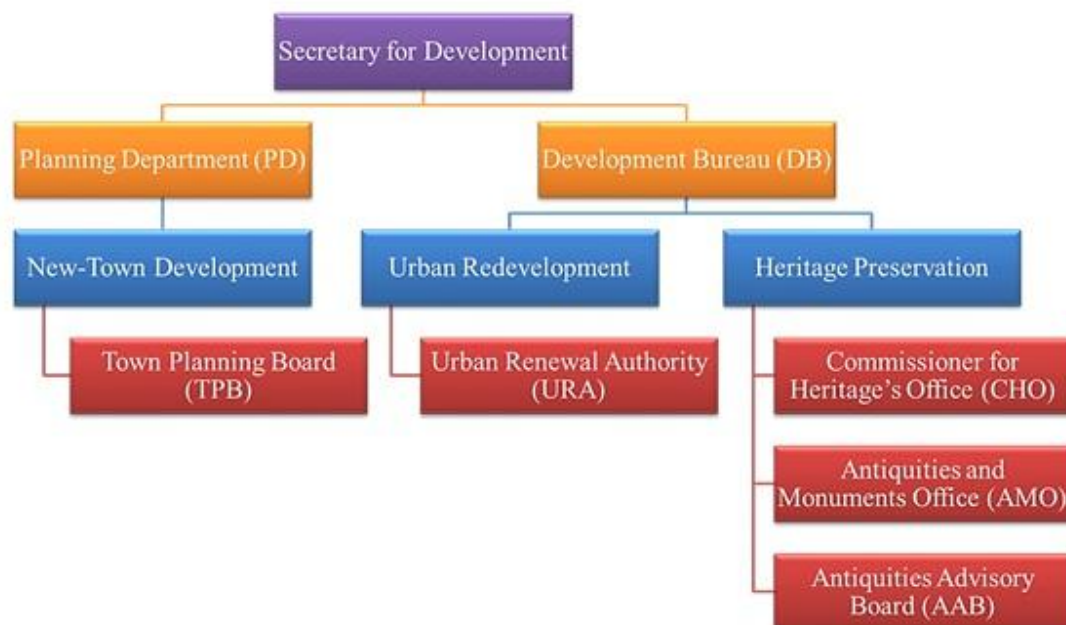 Secretary for Development
Planning Department (PD)
Development Bureau (DB)
New-Town Development
Urban Redevelopment
Heritage Preservation
Town Planning Board
(TPB)
Urban Renewal Authority
(URA)
Commissioner for
Heritage’s Office (CHO)
Antiquities and
Monuments Office (AMO)
Antiquities Advisory
Board (AAB)